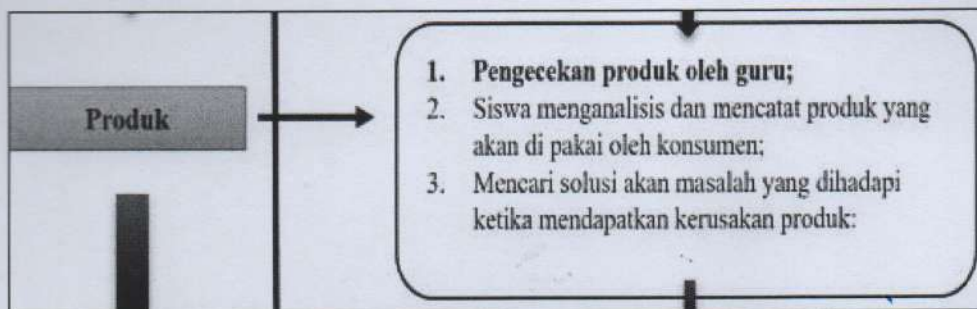 Produk
1. Pengecekan produk oleh guru;
2. Siswa menganalisis dan mencatat produk yang
akan di pakai oleh konsumen;
3. Mencari solusi akan masalah yang dihadapi
ketika mendapatkan kerusakan produk: